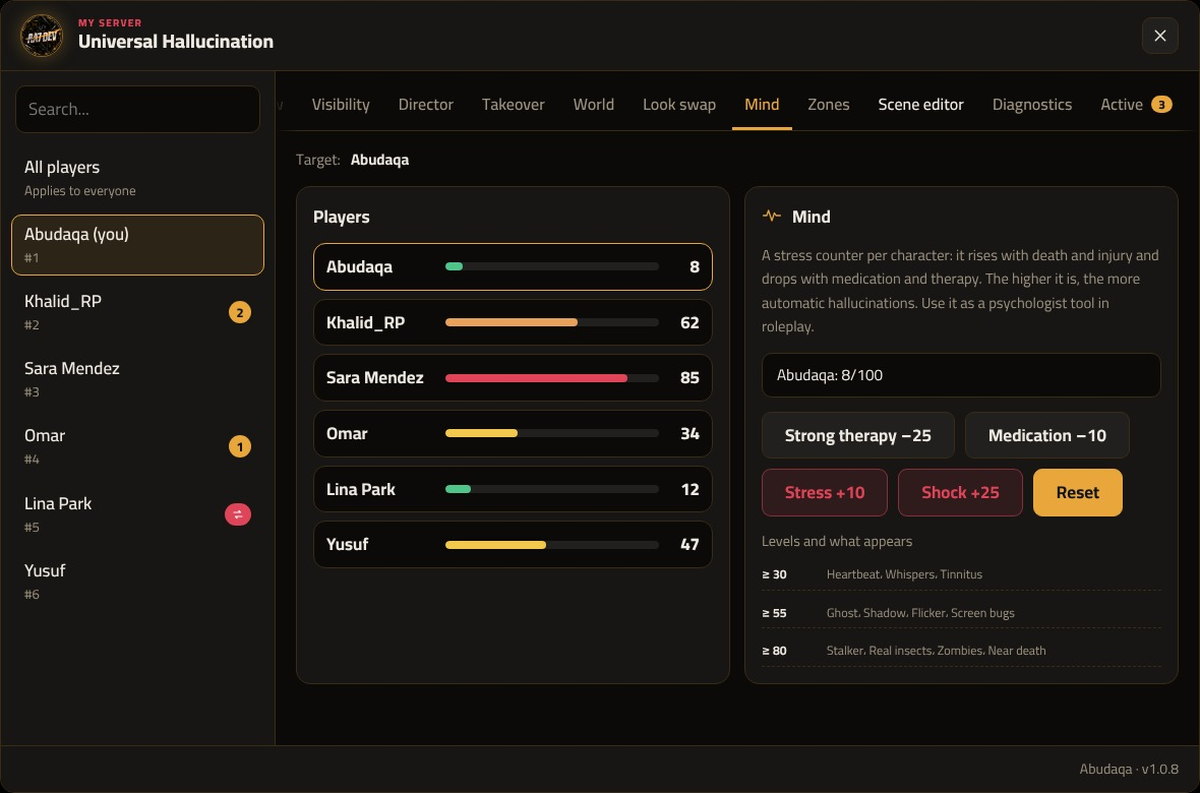 MY SERVER
Universal Hallucination
Search...
All players
Applies to everyone
Abudaqa (you)
#1
Khalid_RP
#2
2
Sara Mendez
#3
Omar
#4
1
Lina Park
#5
Yusuf
#6
Visibility
Director
Takeover
World
Look swap
Mind
Zones
Scene editor
Diagnostics
Active 3
Target: Abudaqa
Players
Abudaqa 8
Khalid_RP 62
Sara Mendez 85
Omar 34
Lina Park 12
Yusuf 47
Mind
A stress counter per character: it rises with death and injury and
drops with medication and therapy. The higher it is, the more
automatic hallucinations. Use it as a psychologist tool in
roleplay.
Abudaqa: 8/100
Strong therapy −25
Medication −10
Stress +10
Shock +25
Reset
Levels and what appears
≥ 30 Heartbeat، Whispers، Tinnitus
≥ 55 Ghost، Shadow، Flicker، Screen bugs
≥ 80 Stalker، Real insects، Zombies، Near death
Abudaqa · v1.0.8